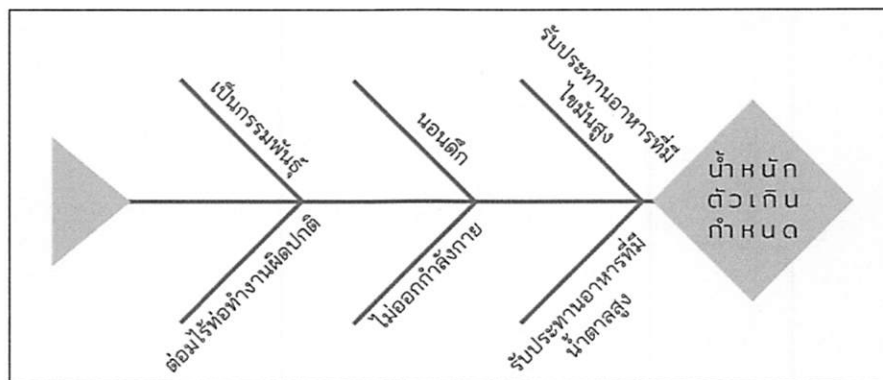 เป็นกรรมพันธุ์
นอนดึก
รับประทานอาหารที่มี
ไขมันสูง
น้ำหนัก
ตัวเกิน
กำหนด
ต่อมไร้ท่อทำงานผิดปกติ
ไม่ออกกำลังกาย
รับประทานอาหารที่มี
น้ำตาลสูง